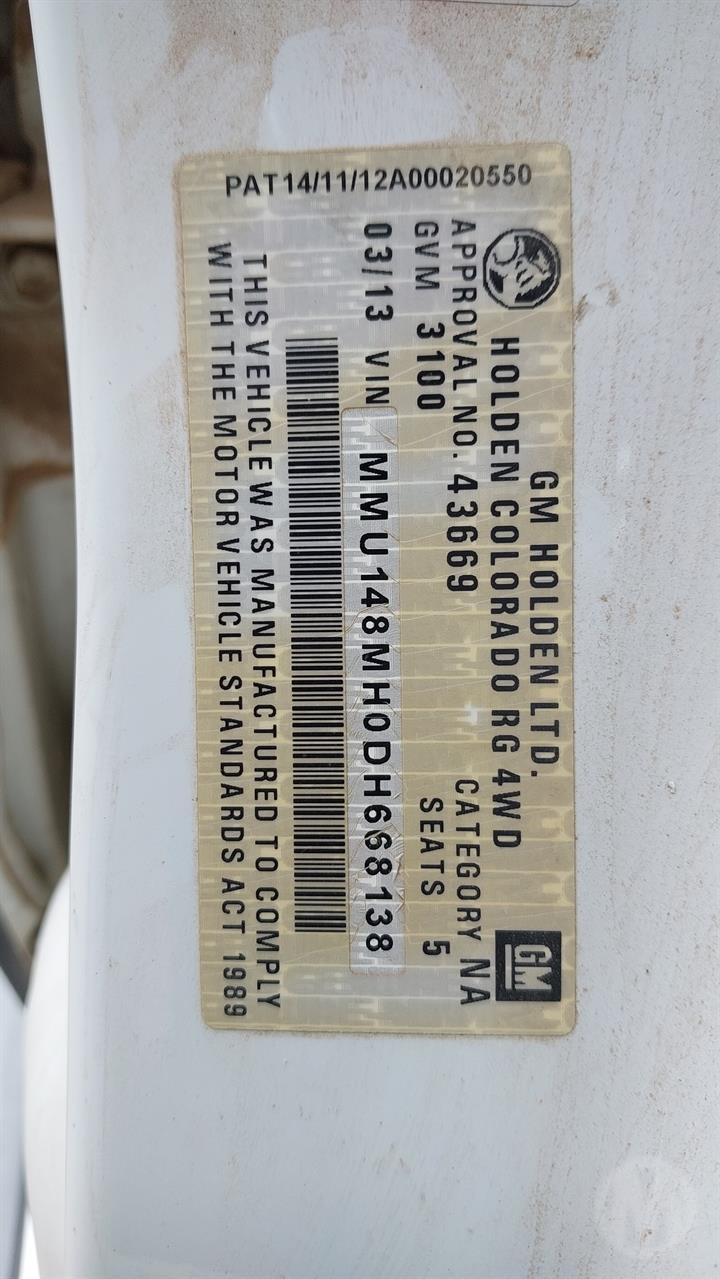 PAT14/11/12A00020550
GM HOLDEN LTD.
HOLDEN COLORADO RG 4WD
APPROVAL NO. 43669 CATEGORY NA
GVM 3100 SEATS 5
03/13 VIN MMU148MH0DH668138
THIS VEHICLE WAS MANUFACTURED TO COMPLY
WITH THE MOTOR VEHICLE STANDARDS ACT 1989
GM
M